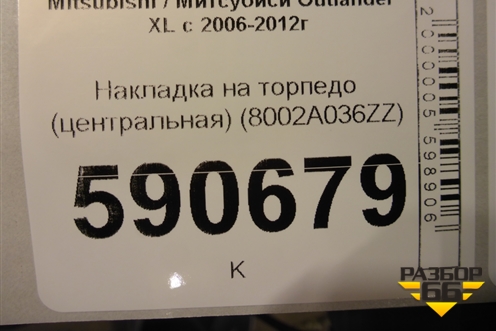 Mitsubishi / Митсубиси Outlander
XL с 2006-2012г
Накладка на торпедо
(центральная) (8002A036ZZ)
590679
К
2000005598906
РАЗБОР
66